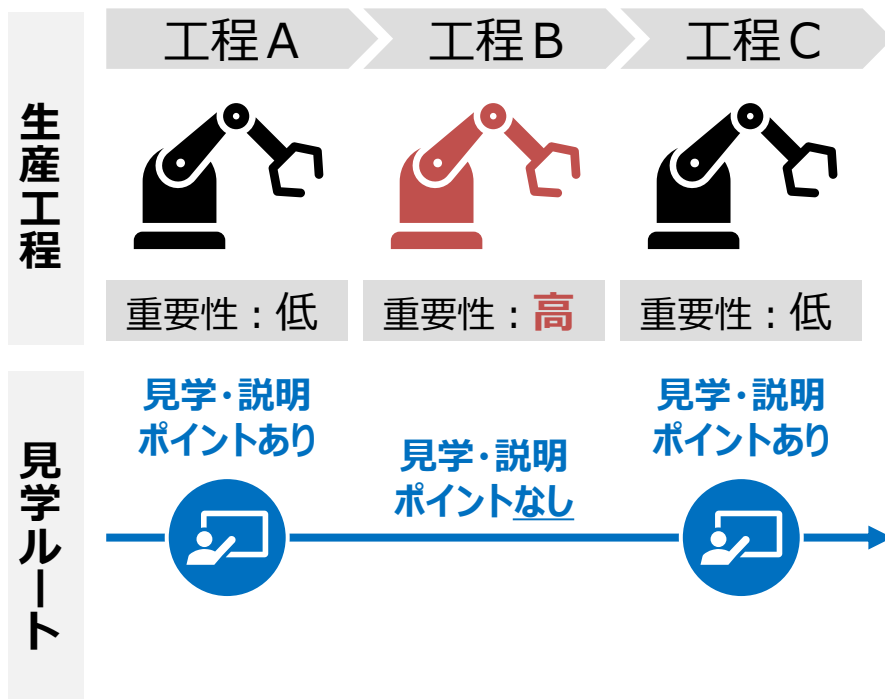 工程A
工程B
工程C
生産工程
重要性：低
重要性：高
重要性：低
見学ルート
見学・説明
ポイントあり
見学・説明
ポイントなし
見学・説明
ポイントあり